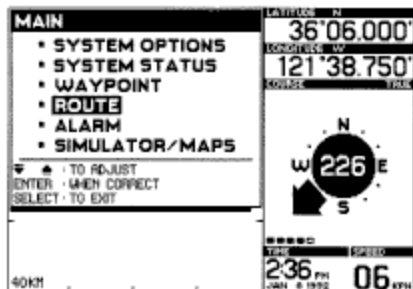 MAIN
SYSTEM OPTIONS
SYSTEM STATUS
WAYPOINT
ROUTE
ALARM
SIMULATOR/MAPS
TO ADJUST
ENTER : WHEN CORRECT
SELECT : TO EXIT
40KM
LATITUDE N
36°06.000'
LONGITUDE W
121°38.750'
COURSE TRUE
N
W 226 E
S
TIME SPEED
2:36 PM 06 KPH
JAN 8 1992